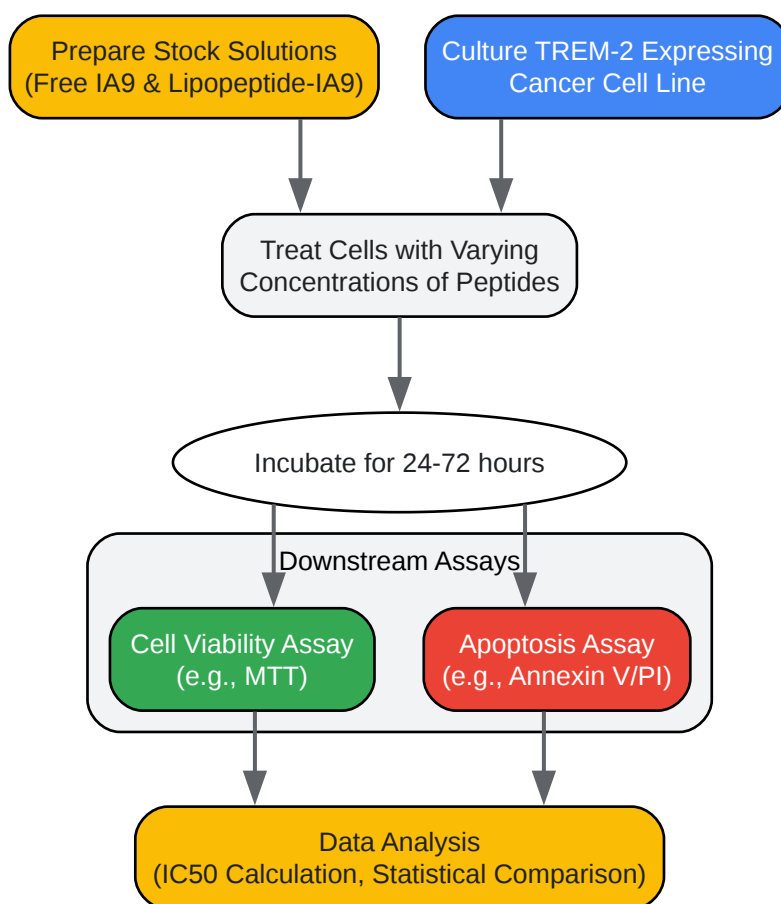 Prepare Stock Solutions
(Free IA9 & Lipopeptide-IA9)
Culture TREM-2 Expressing
Cancer Cell Line
Treat Cells with Varying
Concentrations of Peptides
Incubate for 24-72 hours
Downstream Assays
Cell Viability Assay
(e.g., MTT)
Apoptosis Assay
(e.g., Annexin V/PI)
Data Analysis
(IC50 Calculation, Statistical Comparison)